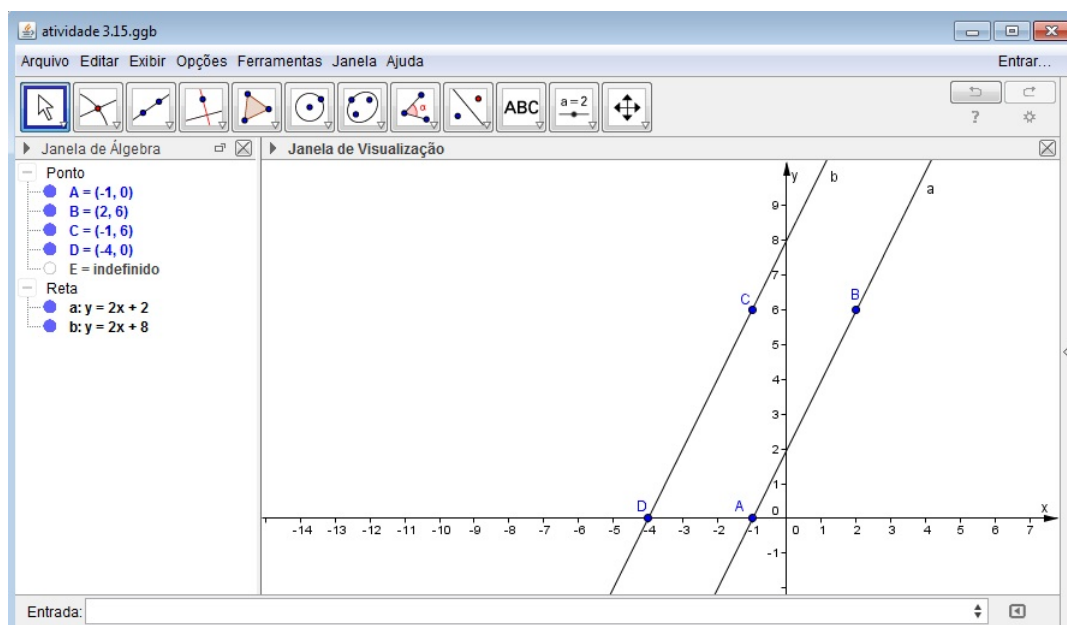 atividade 3.15.ggb
Arquivo Editar Exibir Opções Ferramentas Janela Ajuda Entrar...
ABC a=2 ?
Janela de Álgebra
Janela de Visualização
Ponto
A = (-1, 0)
B = (2, 6)
C = (-1, 6)
D = (-4, 0)
E = indefinido
Reta
a: y = 2x + 2
b: y = 2x + 8
y b a
9
8
7
C B 6
5
4
3
2
1
D A 0 x
-14 -13 -12 -11 -10 -9 -8 -7 -6 -5 -4 -3 -2 -1 0 1 2 3 4 5 6 7
-1
Entrada: